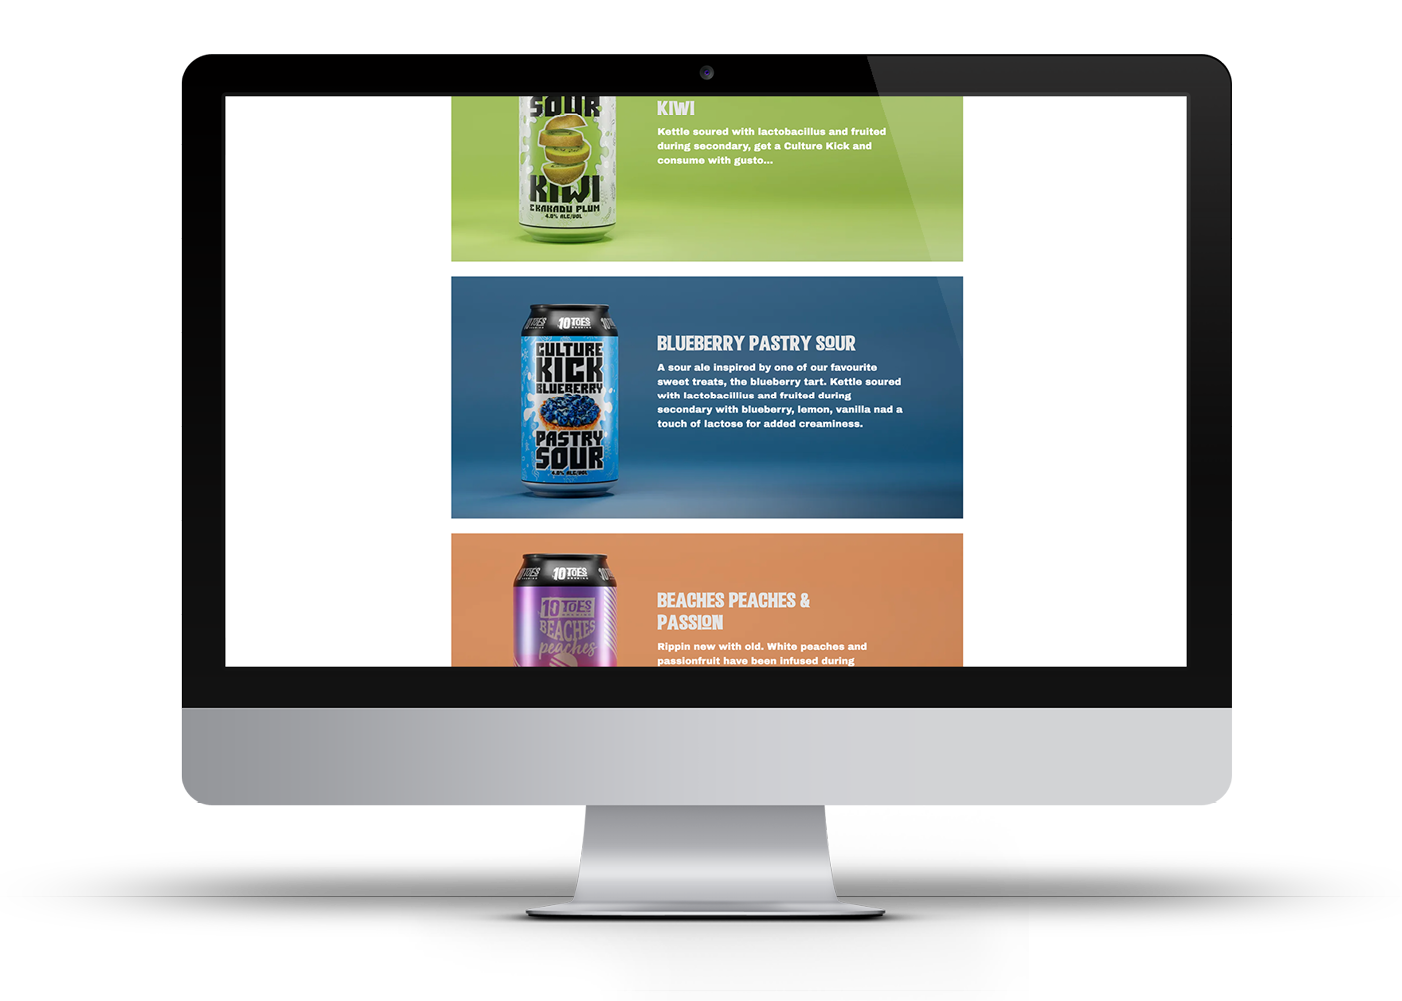 SOUR
KIWI
& KAKADU PLUM
4.0% ALC/VOL
KIWI
Kettle soured with lactobacillus and fruited
during secondary, get a Culture Kick and
consume with gusto...
10 TOES
CULTURE
KICK
BLUEBERRY
PASTRY
SOUR
BLUEBERRY PASTRY SOUR
A sour ale inspired by one of our favourite
sweet treats, the blueberry tart. Kettle soured
with lactobacillius and fruited during
secondary with blueberry, lemon, vanilla nad a
touch of lactose for added creaminess.
10 TOES
10 TOES
BEACHES
peaches
BEACHES PEACHES &
PASSION
Rippin new with old. White peaches and
passionfruit have been infused during